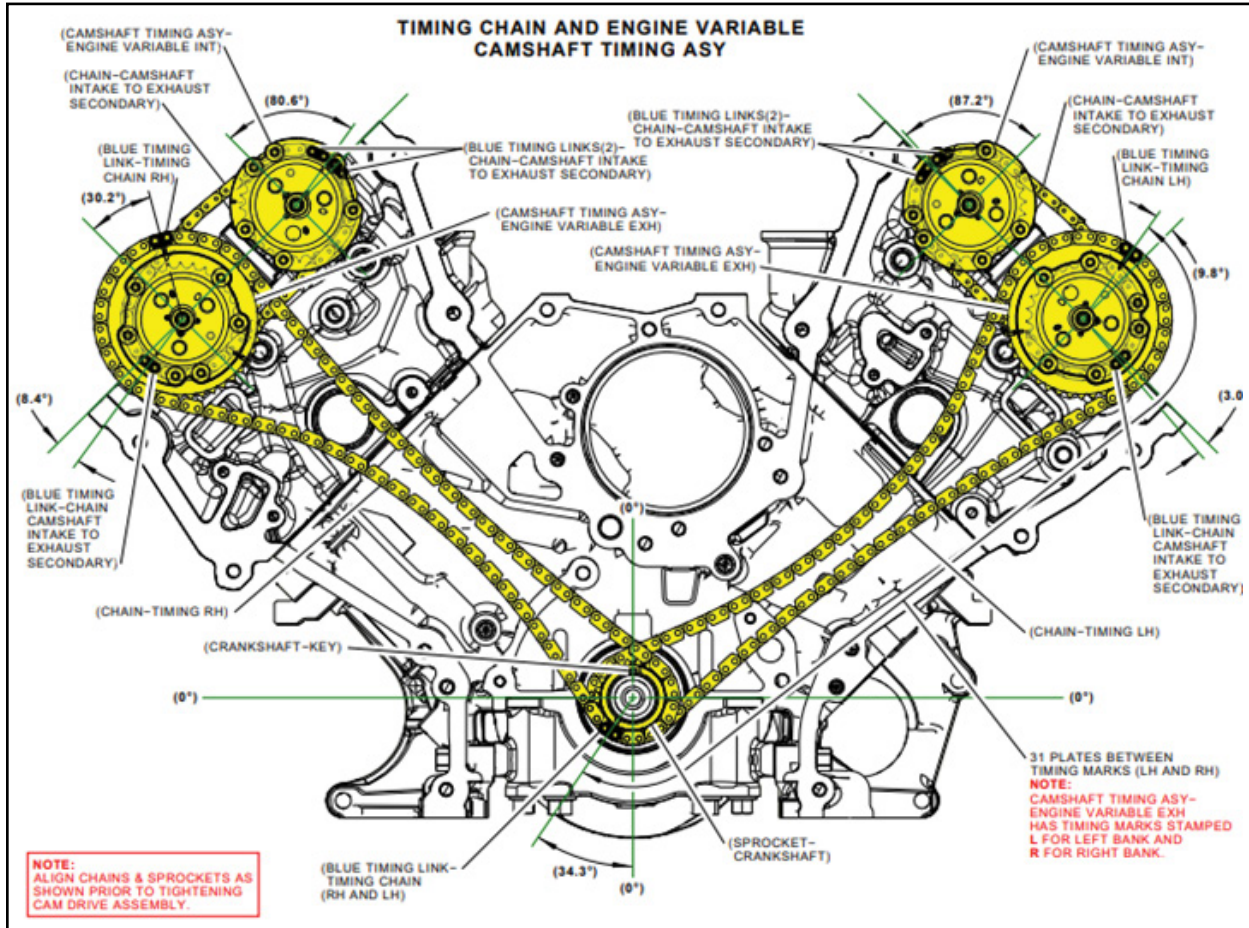 TIMING CHAIN AND ENGINE VARIABLE
CAMSHAFT TIMING ASY
(CAMSHAFT TIMING ASY-
ENGINE VARIABLE INT)
(CHAIN-CAMSHAFT
INTAKE TO EXHAUST
SECONDARY)
(BLUE TIMING
LINK-TIMING
CHAIN RH)
(30.2°)
(80.6°)
(BLUE TIMING LINKS(2)-
CHAIN-CAMSHAFT INTAKE
TO EXHAUST SECONDARY)
(CAMSHAFT TIMING ASY-
ENGINE VARIABLE EXH)
(BLUE TIMING LINKS(2)-
CHAIN-CAMSHAFT INTAKE
TO EXHAUST SECONDARY)
(CAMSHAFT TIMING ASY-
ENGINE VARIABLE EXH)
(87.2°)
(CAMSHAFT TIMING ASY-
ENGINE VARIABLE INT)
(CHAIN-CAMSHAFT
INTAKE TO EXHAUST
SECONDARY)
(BLUE TIMING
LINK-TIMING
CHAIN LH)
(9.8°)
(8.4°)
(3.0
(BLUE TIMING
LINK-CHAIN
CAMSHAFT
INTAKE TO
EXHAUST
SECONDARY)
(0°)
(BLUE TIMING
LINK-CHAIN
CAMSHAFT
INTAKE TO
EXHAUST
SECONDARY)
(CHAIN-TIMING RH)
(CHAIN-TIMING LH)
(CRANKSHAFT-KEY)
(0°)
(0°)
31 PLATES BETWEEN
TIMING MARKS (LH AND RH)
NOTE:
CAMSHAFT TIMING ASY-
ENGINE VARIABLE EXH
HAS TIMING MARKS STAMPED
L FOR LEFT BANK AND
R FOR RIGHT BANK.
(SPROCKET-
CRANKSHAFT)
(34.3°)
(BLUE TIMING LINK-
TIMING CHAIN
(RH AND LH)
(0°)
NOTE:
ALIGN CHAINS & SPROCKETS AS
SHOWN PRIOR TO TIGHTENING
CAM DRIVE ASSEMBLY.